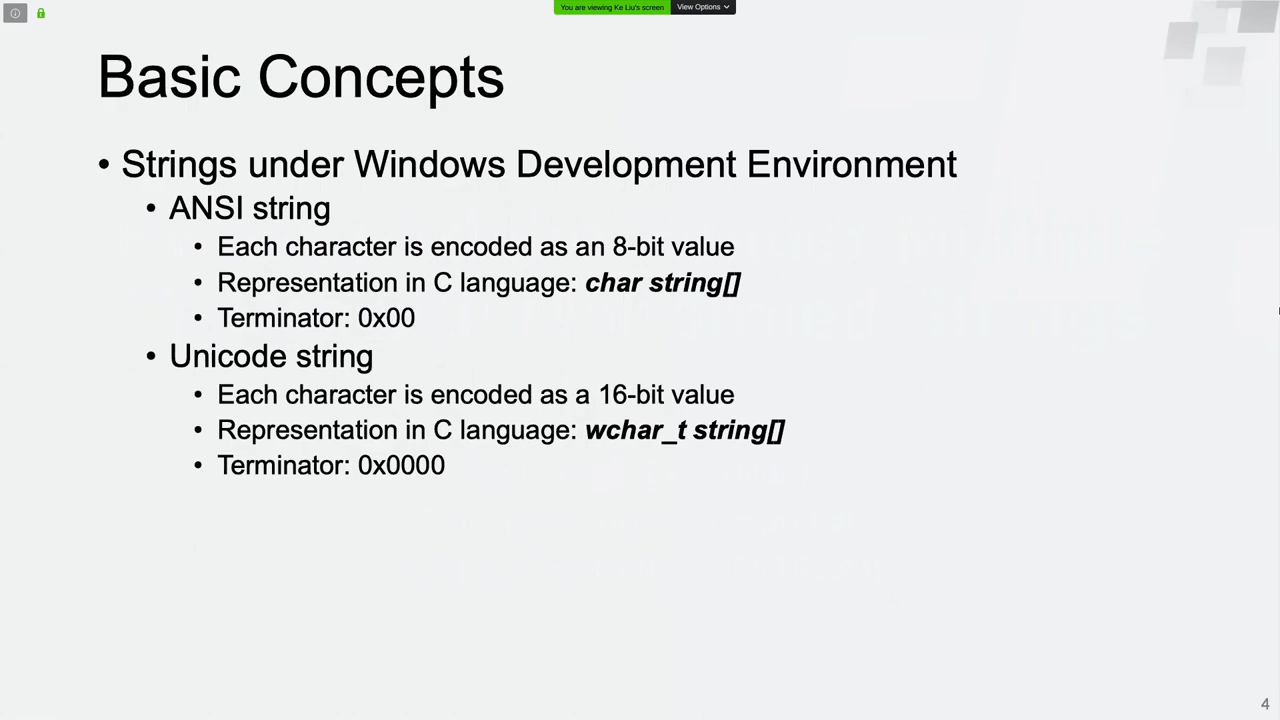 You are viewing Ke Liu's screen
View Options
Basic Concepts
• Strings under Windows Development Environment
• ANSI string
• Each character is encoded as an 8-bit value
• Representation in C language: char string[]
• Terminator: 0x00
• Unicode string
• Each character is encoded as a 16-bit value
• Representation in C language: wchar_t string[]
• Terminator: 0x0000
4